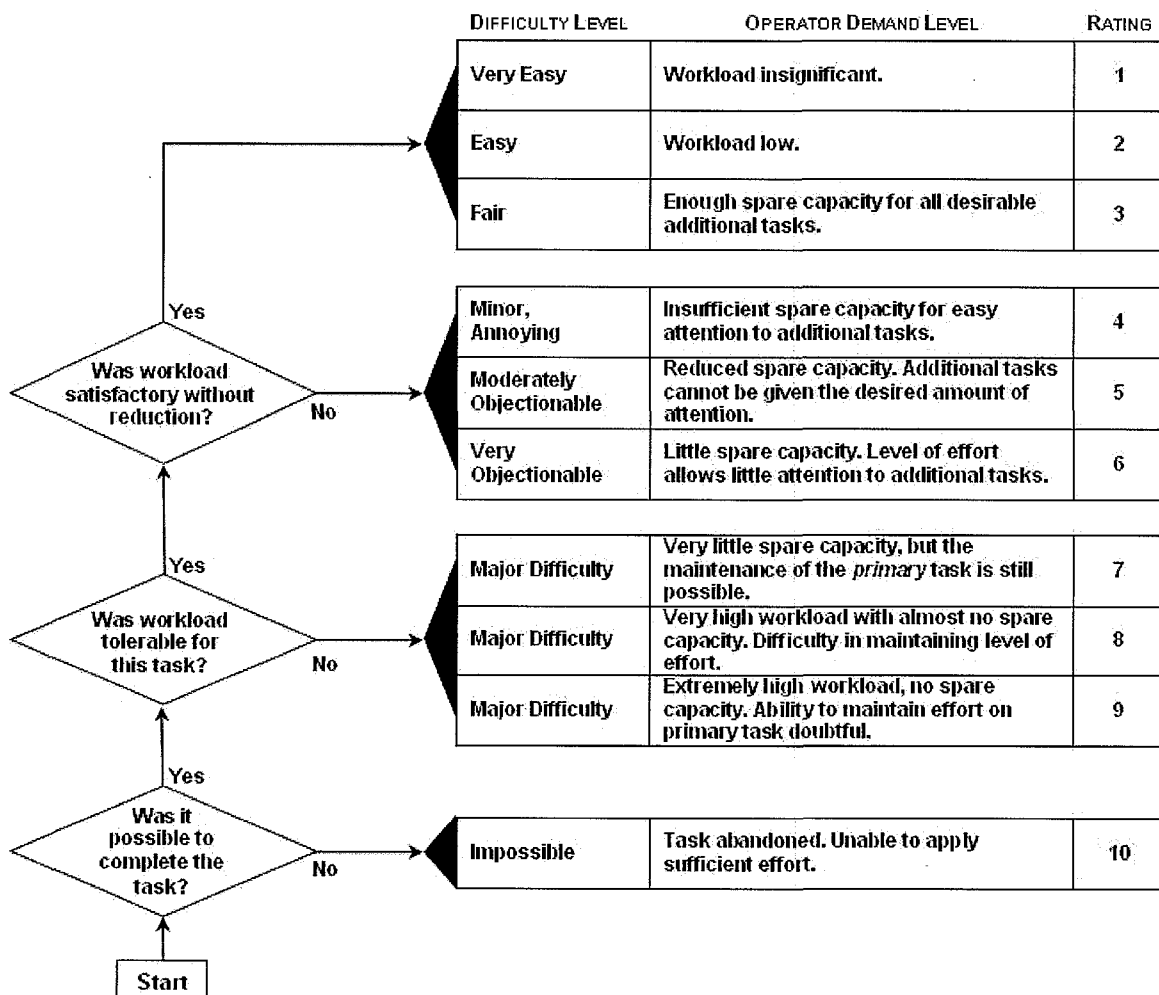 DIFFICULTY LEVEL OPERATOR DEMAND LEVEL RATING
Very Easy Workload insignificant. 1
Easy Workload low. 2
Fair Enough spare capacity for all desirable
additional tasks. 3
Yes
Was workload
satisfactory without
reduction?
No
Minor,
Annoying
Insufficient spare capacity for easy
attention to additional tasks.
4
Moderately
Objectionable
Reduced spare capacity. Additional tasks
cannot be given the desired amount of
attention.
5
Very
Objectionable
Little spare capacity. Level of effort
allows little attention to additional tasks.
6
Yes
Was workload
tolerable for
this task?
No
Major Difficulty
Very little spare capacity, but the
maintenance of the primary task is still
possible.
7
Major Difficulty
Very high workload with almost no spare
capacity. Difficulty in maintaining level of
effort.
8
Major Difficulty
Extremely high workload, no spare
capacity. Ability to maintain effort on
primary task doubtful.
9
Yes
Was it
possible to
complete the
task?
No
Impossible
Task abandoned. Unable to apply
sufficient effort.
10
Start